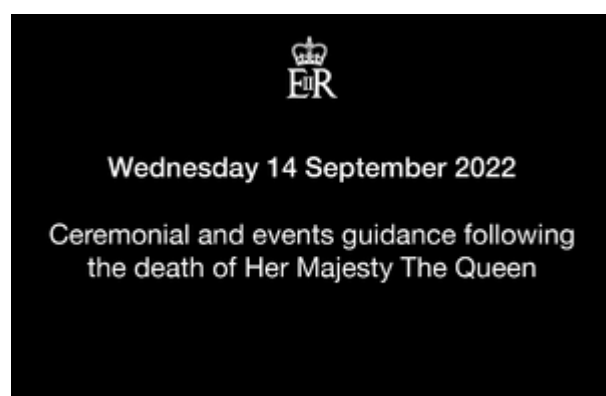 EIIR
Wednesday 14 September 2022
Ceremonial and events guidance following
the death of Her Majesty The Queen